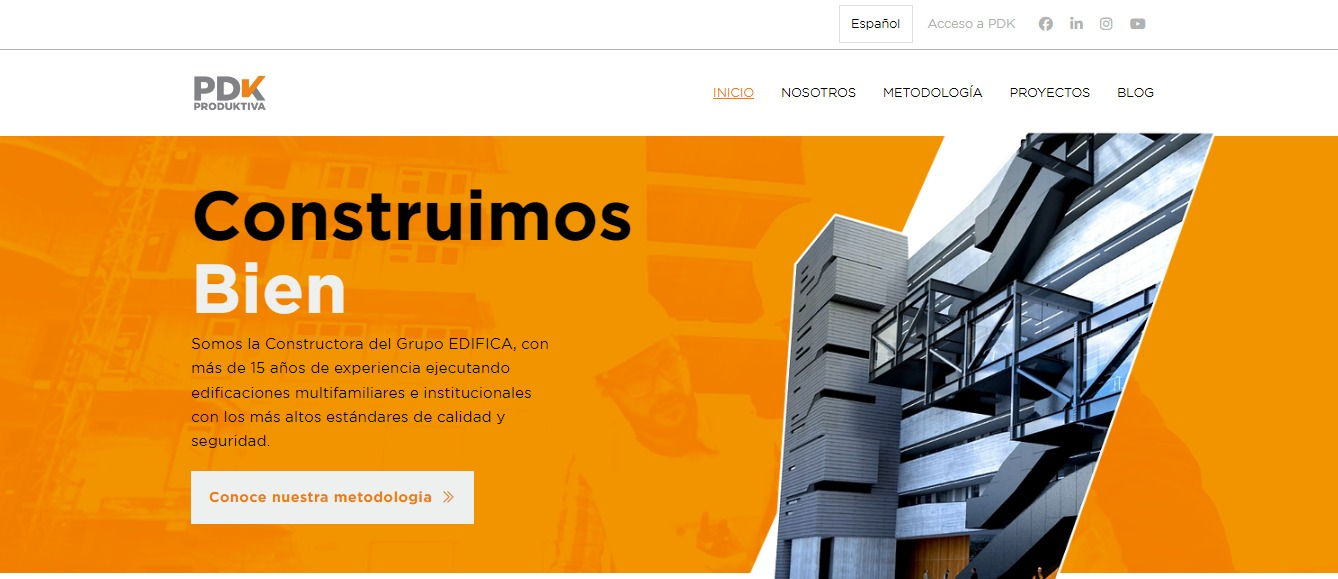 Español
Acceso a PDK
PDK
PRODUKTIVA
INICIO NOSOTROS METODOLOGÍA PROYECTOS BLOG
Construimos
Bien
Somos la Constructora del Grupo EDIFICA, con
más de 15 años de experiencia ejecutando
edificaciones multifamiliares e institucionales
con los más altos estándares de calidad y
seguridad.
Conoce nuestra metodologia